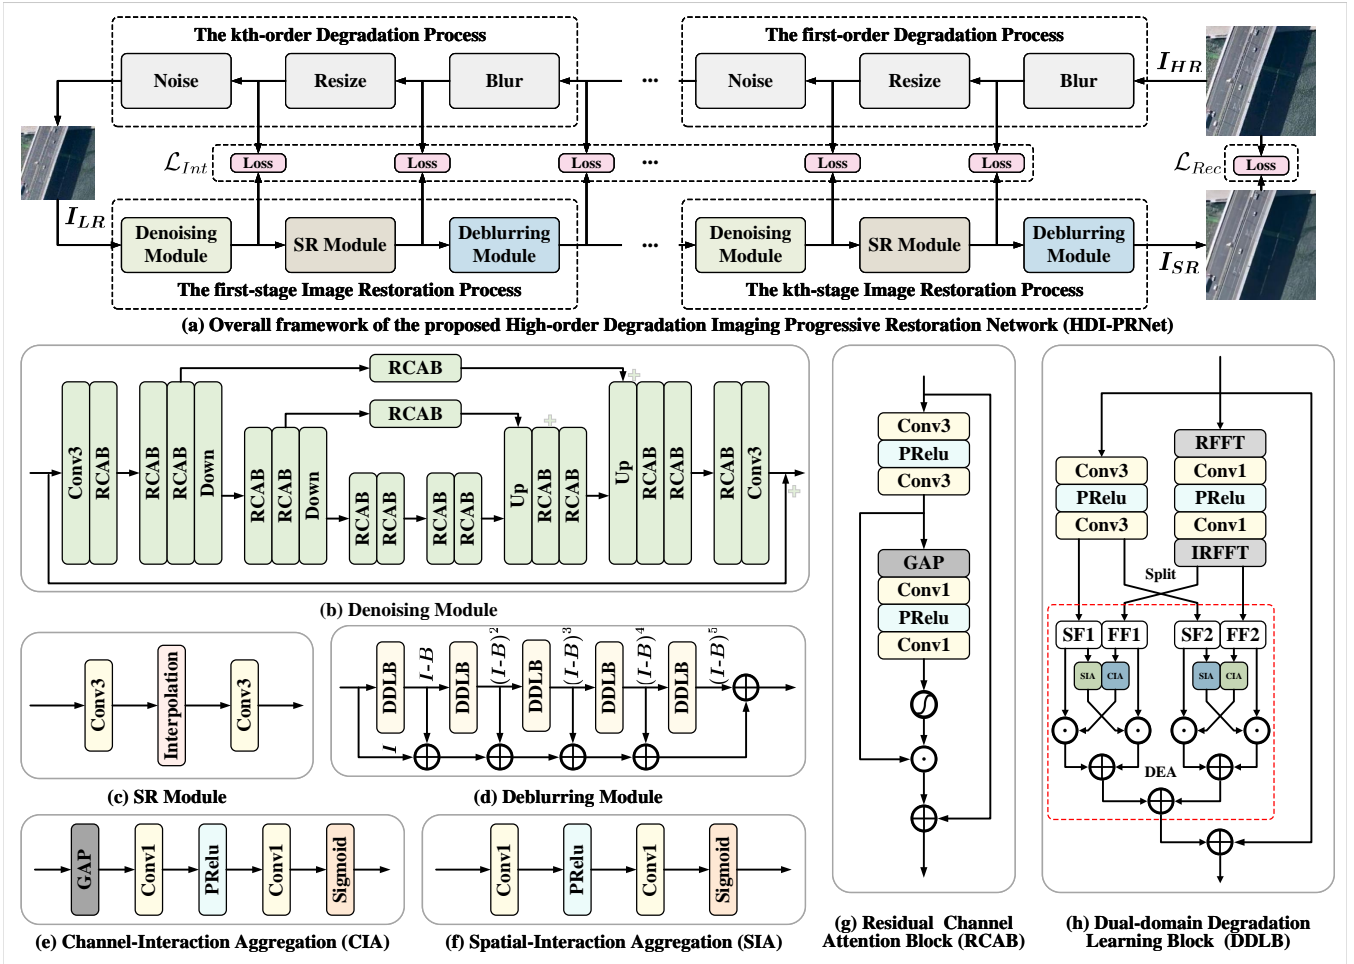 The kth-order Degradation Process
The first-order Degradation Process
Noise
Resize
Blur
...
Noise
Resize
Blur
I_HR
L_Int
Loss
Loss
Loss
...
Loss
Loss
L_Rec
Loss
I_LR
Denoising
Module
SR Module
Deblurring
Module
...
Denoising
Module
SR Module
Deblurring
Module
I_SR
The first-stage Image Restoration Process
The kth-stage Image Restoration Process
(a) Overall framework of the proposed High-order Degradation Imaging Progressive Restoration Network (HDI-PRNet)
RCAB
RCAB
Conv3
RCAB
RCAB
RCAB
Down
RCAB
RCAB
Down
RCAB
RCAB
RCAB
RCAB
Up
RCAB
RCAB
Up
RCAB
RCAB
RCAB
Conv3
(b) Denoising Module
Conv3
Interpolation
Conv3
(c) SR Module
DDLB
I-B
DDLB
(I-B)^2
DDLB
(I-B)^3
DDLB
(I-B)^4
DDLB
(I-B)^5
I
(d) Deblurring Module
GAP
Conv1
PRelu
Conv1
Sigmoid
(e) Channel-Interaction Aggregation (CIA)
Conv1
PRelu
Conv1
Sigmoid
(f) Spatial-Interaction Aggregation (SIA)
Conv3
PRelu
Conv3
GAP
Conv1
PRelu
Conv1
(g) Residual Channel
Attention Block (RCAB)
Conv3
PRelu
Conv3
RFFT
Conv1
PRelu
Conv1
IRFFT
Split
SF1
FF1
SF2
FF2
SIA
CIA
SIA
CIA
DEA
(h) Dual-domain Degradation
Learning Block (DDLB)